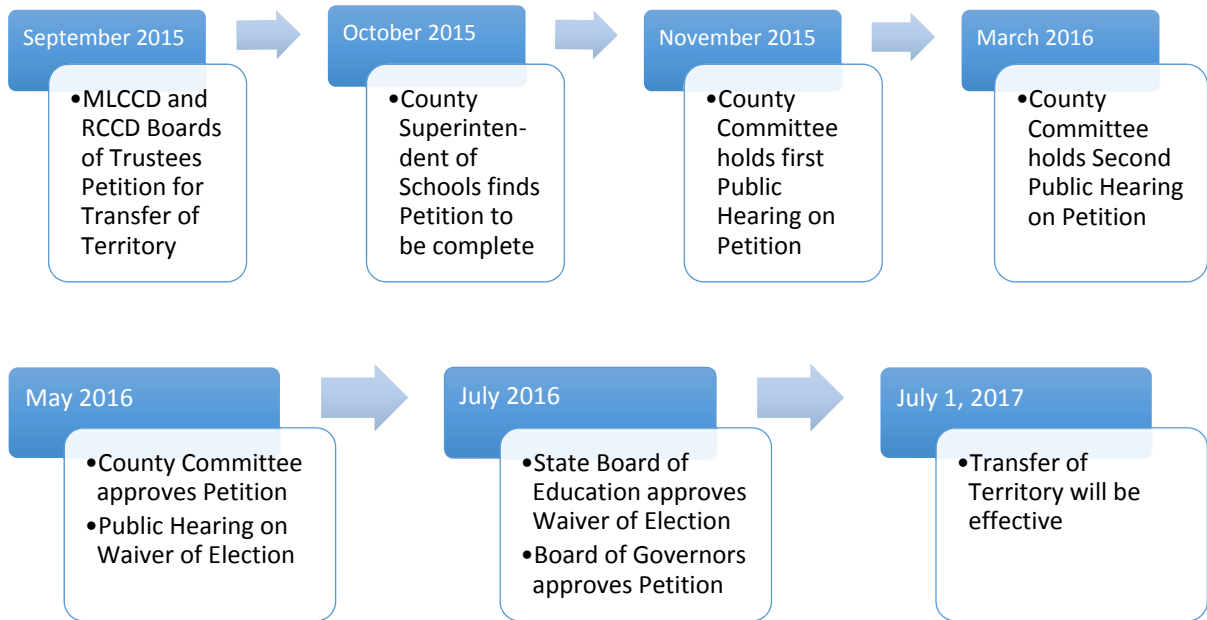 September 2015
•MLCCD and
RCCD Boards
of Trustees
Petition for
Transfer of
Territory
October 2015
•County
Superinten-
dent of
Schools finds
Petition to
be complete
November 2015
•County
Committee
holds first
Public
Hearing on
Petition
March 2016
•County
Committee
holds Second
Public Hearing
on Petition
May 2016
•County Committee
approves Petition
•Public Hearing on
Waiver of Election
July 2016
•State Board of
Education approves
Waiver of Election
•Board of Governors
approves Petition
July 1, 2017
•Transfer of
Territory will be
effective